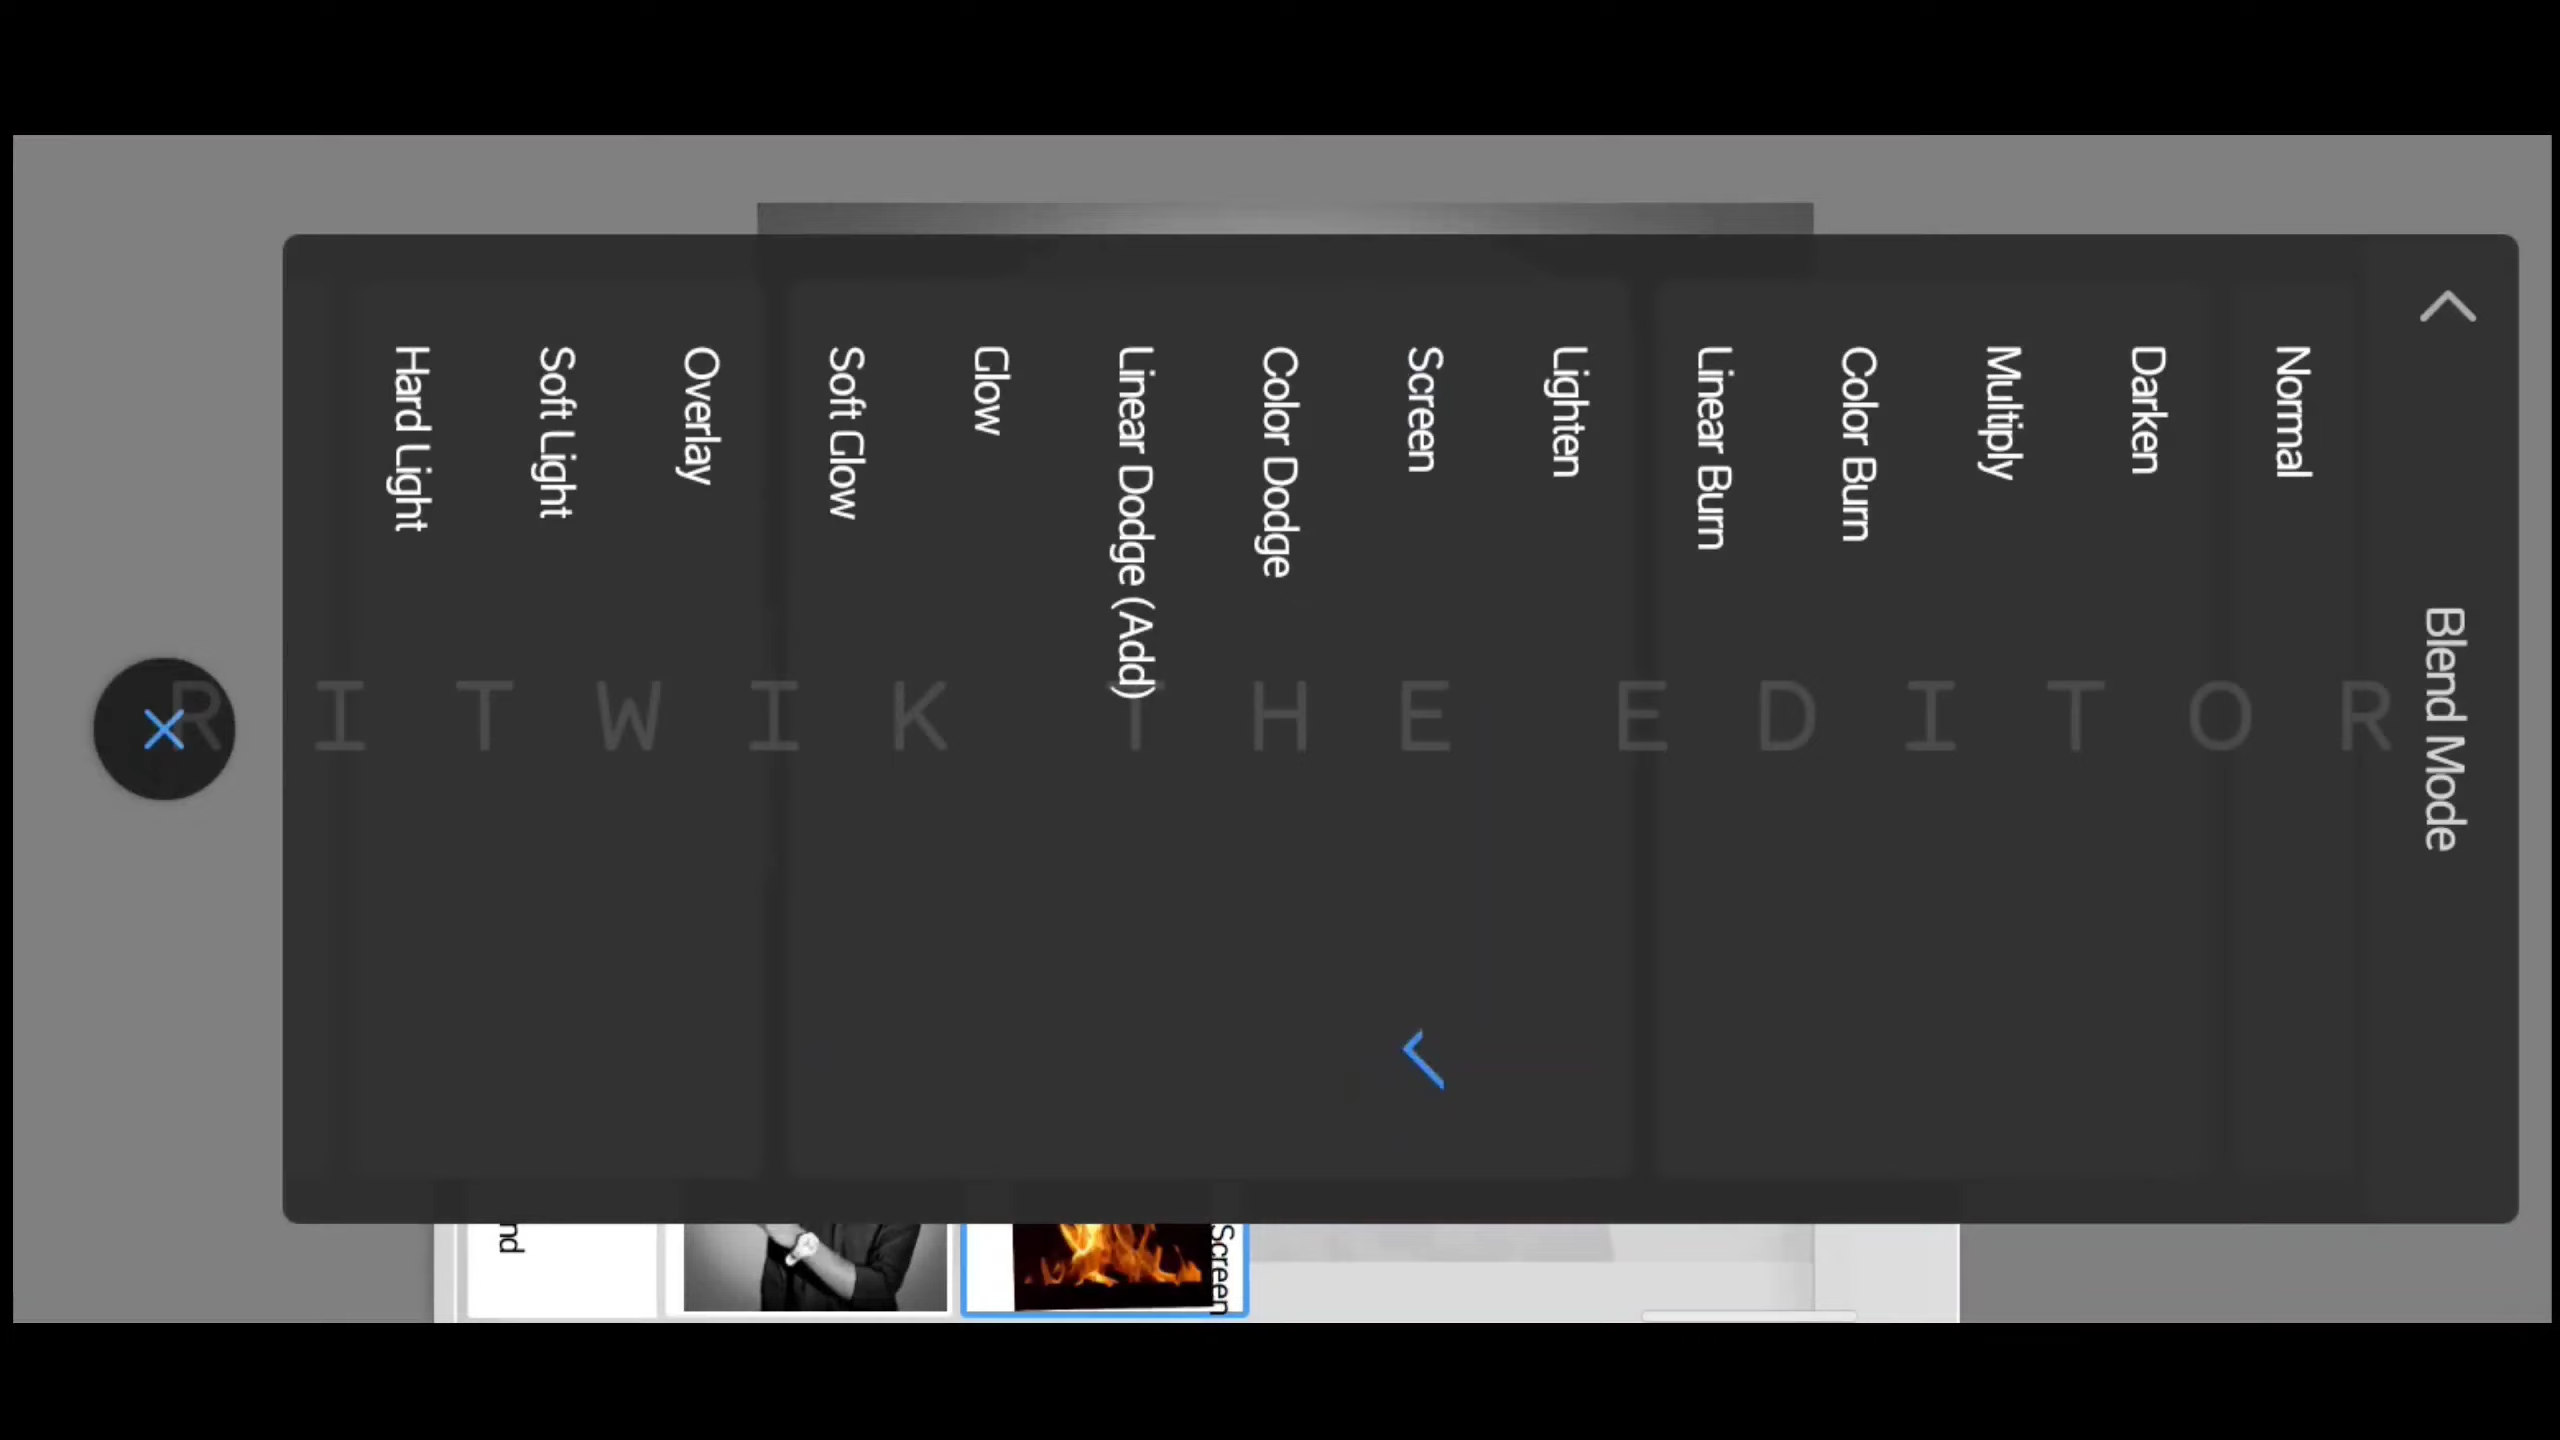 Blend Mode
Normal
Darken
Multiply
Color Burn
Linear Burn
Lighten
Screen
Color Dodge
Linear Dodge (Add)
Glow
Soft Glow
Overlay
Soft Light
Hard Light
RITWIK THE EDITOR
Screen
nd